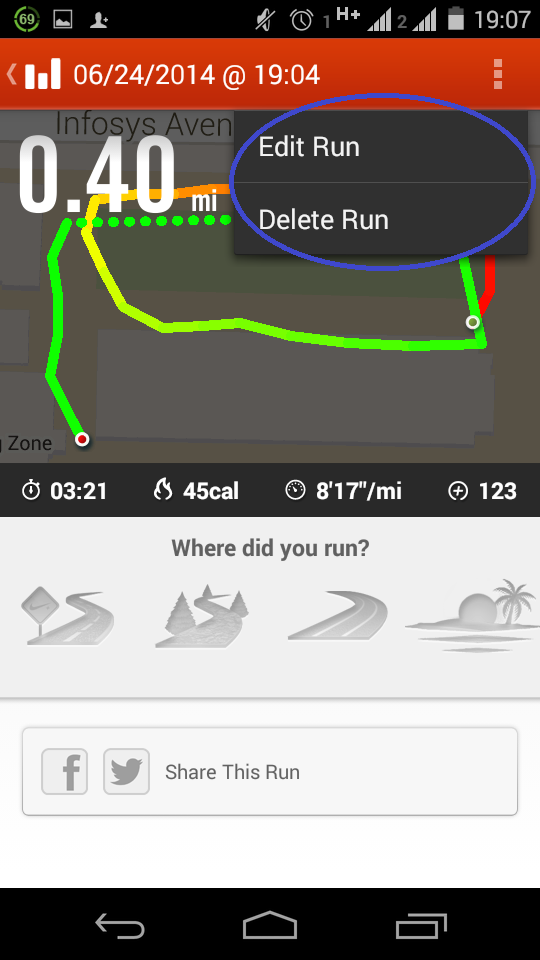 69 1 H+ 2 19:07
06/24/2014 @ 19:04
Infosys Aven
Edit Run
0.40 mi
Delete Run
Zone
03:21 45cal 8'17"/mi 123
Where did you run?
f Share This Run